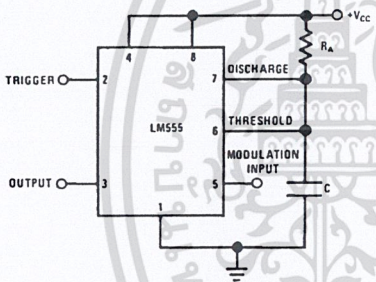 +VCC
RA
4 8
DISCHARGE
TRIGGER 2 7
LM555
THRESHOLD
6
MODULATION
INPUT
OUTPUT 3 5
C
1